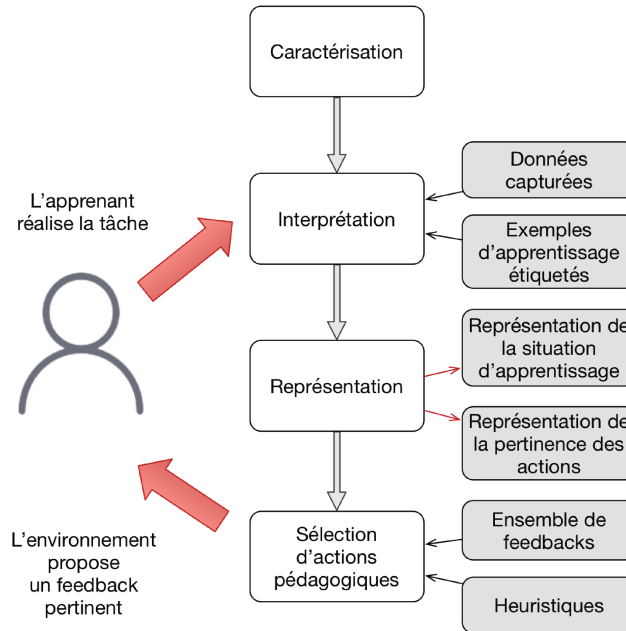 Caractérisation
Données
capturées
L'apprenant
réalise la tâche
Interprétation
Exemples
d'apprentissage
étiquetés
Représentation de
la situation
d'apprentissage
Représentation
Représentation de
la pertinence des
actions
Sélection
d'actions
pédagogiques
Ensemble de
feedbacks
L'environnement
propose
un feedback
pertinent
Heuristiques